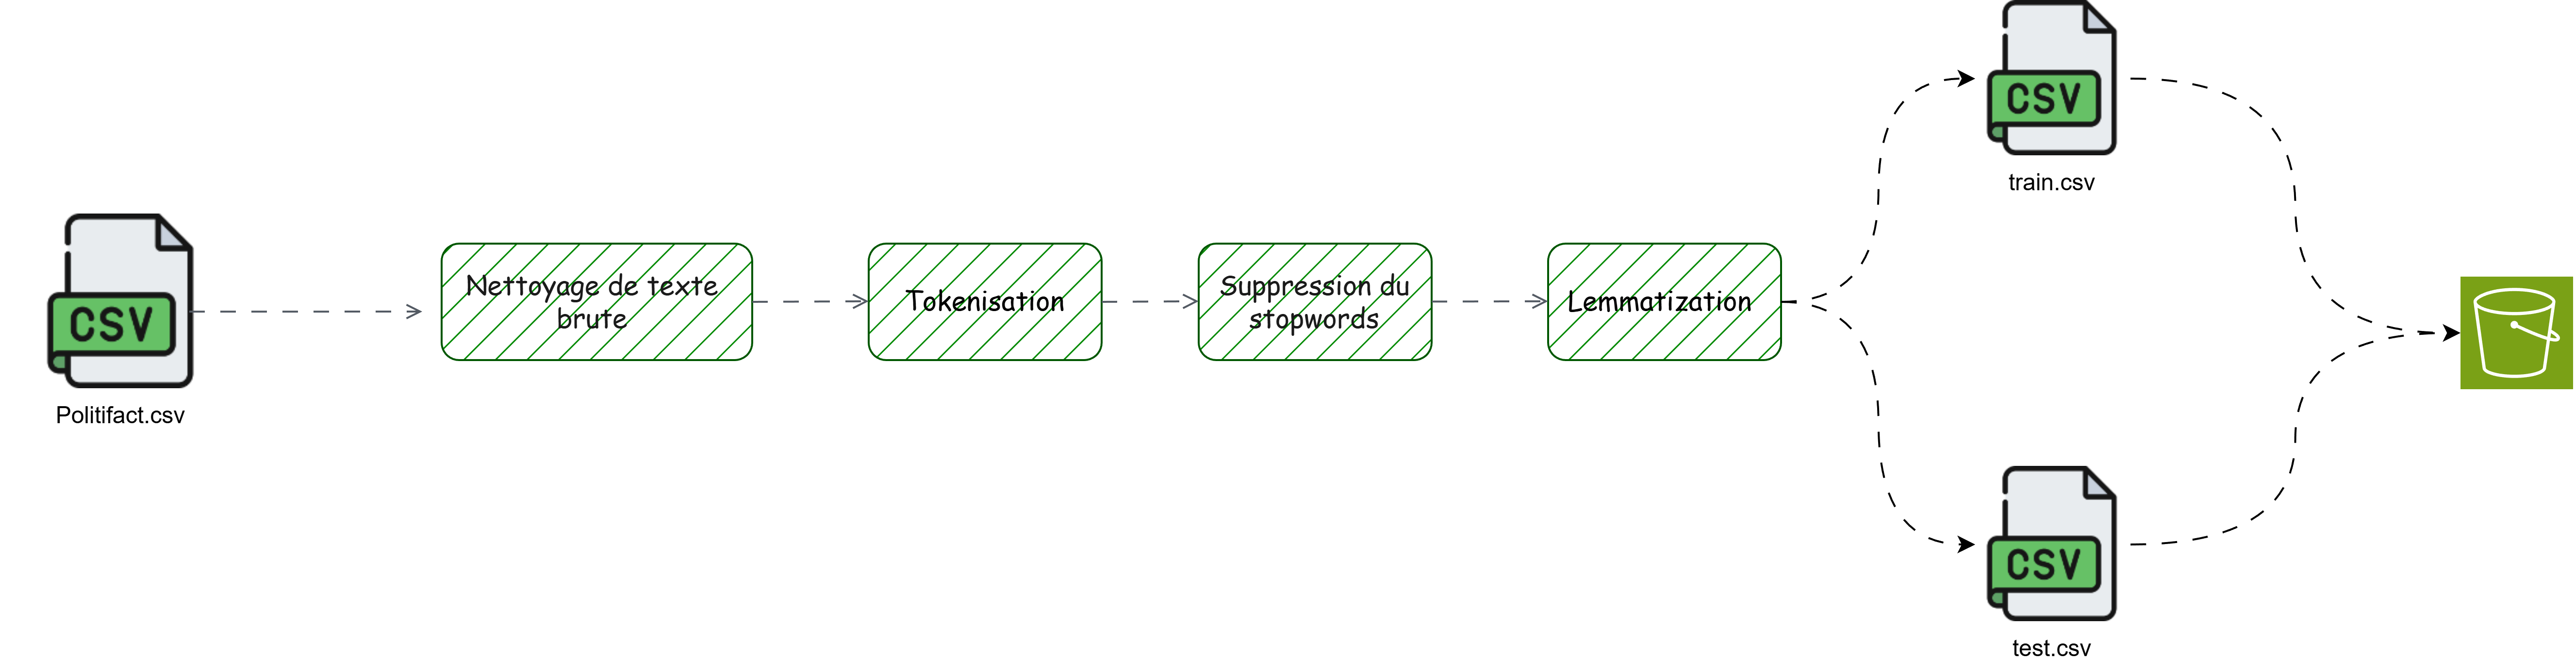 CSV
Politifact.csv
Nettoyage de texte
brute
Tokenisation
Suppression du
stopwords
Lemmatization
CSV
train.csv
CSV
test.csv